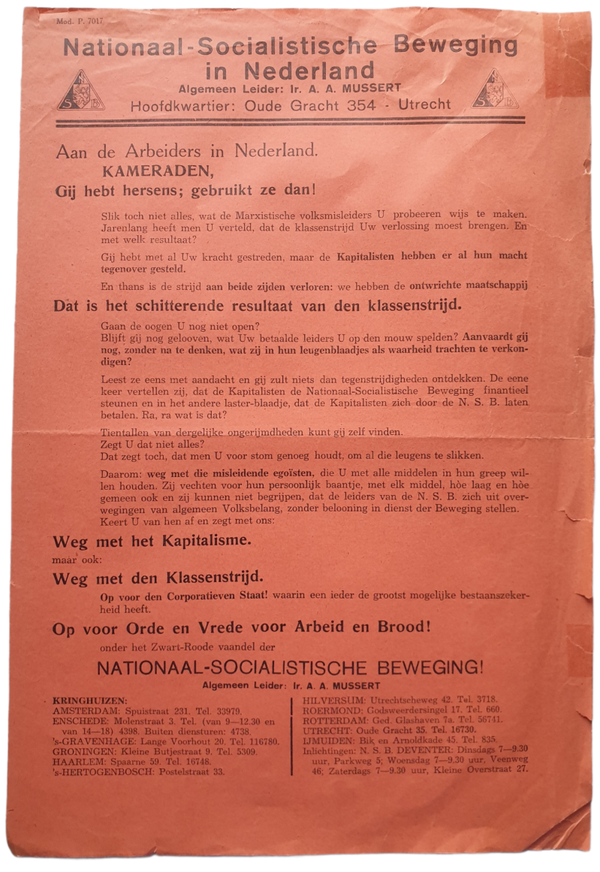 Mod. P. 7017
Nationaal-Socialistische Beweging
in Nederland
Algemeen Leider: Ir. A. A. MUSSERT
Hoofdkwartier: Oude Gracht 354 - Utrecht
Aan de Arbeiders in Nederland.
KAMERADEN,
Gij hebt hersens; gebruikt ze dan!
Slik toch niet alles, wat de Marxistische volksmisleiders U probeeren wijs te maken.
Jarenlang heeft men U verteld, dat de klassenstrijd Uw verlossing moest brengen. En
met welk resultaat?
Gij hebt met al Uw kracht gestreden, maar de Kapitalisten hebben er al hun macht
tegenover gesteld.
En thans is de strijd aan beide zijden verloren: we hebben de ontwrichte maatschappij
Dat is het schitterende resultaat van den klassenstrijd.
Gaan de oogen U nog niet open?
Blijft gij nog gelooven, wat Uw betaalde leiders U op den mouw spelden? Aanvaardt gij
nog, zonder na te denken, wat zij in hun leugenblaadjes als waarheid trachten te verkon-
digen?
Leest ze eens met aandacht en gij zult niets dan tegenstrijdigheden ontdekken. De eene
keer vertellen zij, dat de Kapitalisten de Nationaal-Socialistische Beweging financieel
steunen en in het andere laster-blaadje, dat de Kapitalisten zich door de N. S. B. laten
betalen. Ra, ra wat is dat?
Tientallen van dergelijke ongerijmdheden kunt gij zelf vinden.
Zegt U dat niet alles?
Dat zegt toch, dat men U voor stom genoeg houdt, om al die leugens te slikken.
Daarom: weg met die misleidende egoïsten, die U met alle middelen in hun greep wil-
len houden. Zij vechten voor hun persoonlijk baantje, met elk middel, hòe laag en hòe
gemeen ook en zij kunnen niet begrijpen, dat de leiders van de N. S. B. zich uit over-
wegingen van algemeen Volksbelang, zonder belooning in dienst der Beweging stellen.
Keert U van hen af en zegt met ons:
Weg met het Kapitalisme.
maar ook:
Weg met den Klassenstrijd.
Op voor den Corporatieven Staat! waarin een ieder de grootst mogelijke bestaanszeker-
heid heeft.
Op voor Orde en Vrede voor Arbeid en Brood!
onder het Zwart-Roode vaandel der
NATIONAAL-SOCIALISTISCHE BEWEGING!
Algemeen Leider: Ir. A. A. MUSSERT
KRINGHUIZEN:
AMSTERDAM: Spuistraat 231. Tel. 33979.
ENSCHEDE: Molenstraat 3. Tel. (van 9—12.30 en
van 14—18) 4398. Buiten diensturen: 4738.
's-GRAVENHAGE: Lange Voorhout 20. Tel. 116780.
GRONINGEN: Kleine Butjestraat 9. Tel. 5309.
HAARLEM: Spaarne 59. Tel. 16748.
's-HERTOGENBOSCH: Postelstraat 33.
HILVERSUM: Utrechtscheweg 42. Tel. 3718.
ROERMOND: Godsweerdersingel 17. Tel. 660.
ROTTERDAM: Ged. Glashaven 7a. Tel. 56741.
UTRECHT: Oude Gracht 35. Tel. 16730.
IJMUIDEN: Bik en Arnoldkade 45. Tel. 835.
Inlichtingen: N. S. B. DEVENTER: Dinsdags 7—9.30
uur, Parkweg 5; Woensdag 7—9.30 uur, Veenweg
46; Zaterdags 7—9.30 uur, Kleine Overstraat 27.